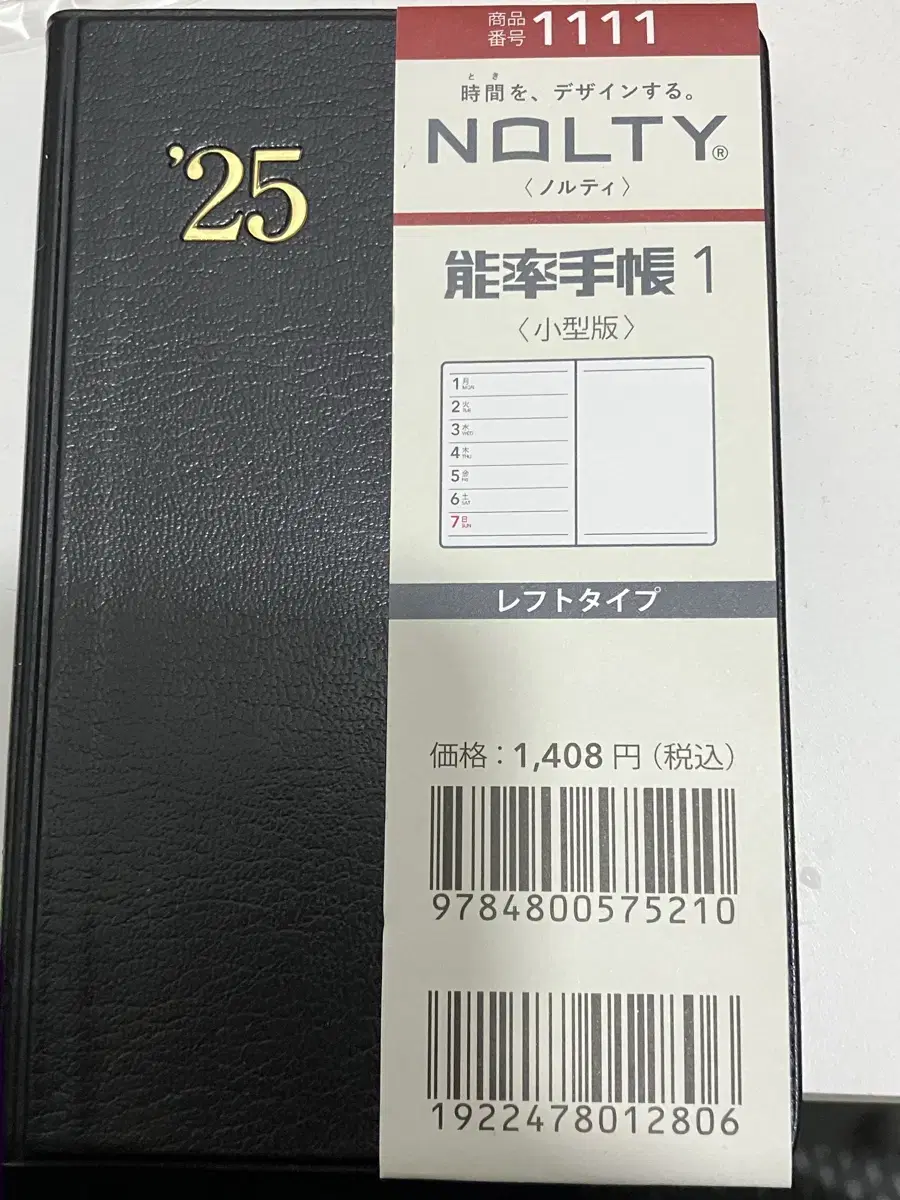 '25
商品番号 1111
とき
時間を、デザインする。
NOLTY®
〈ノルティ〉
能率手帳 1
〈小型版〉
1 月 MON
2 火 TUE
3 水 WED
4 木 THU
5 金 FRI
6 土 SAT
7 日 SUN
レフトタイプ
価格：1,408 円（税込）
9784800575210
1922478012806